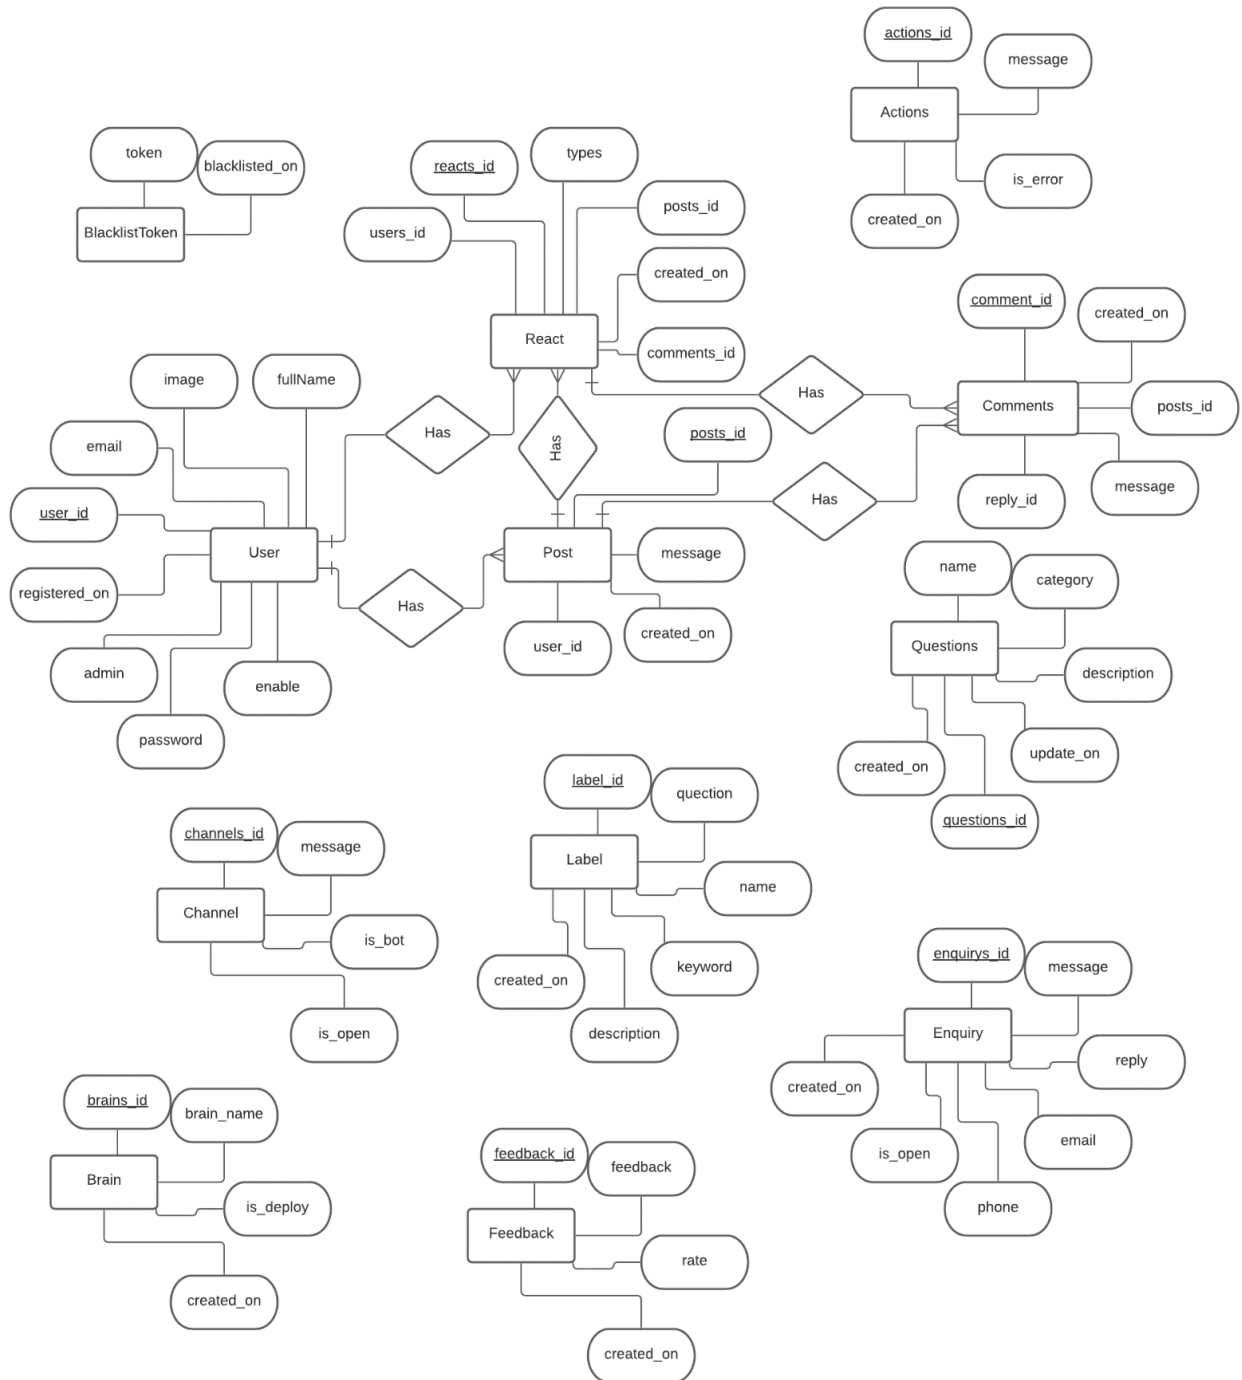 actions_id
message
Actions
is_error
created_on
token
blacklisted_on
BlacklistToken
reacts_id
types
users_id
posts_id
created_on
React
comments_id
comment_id
created_on
Comments
posts_id
reply_id
message
image
fullName
email
user_id
User
registered_on
admin
enable
password
Has
Has
Has
Has
Has
posts_id
Post
message
user_id
created_on
name
category
Questions
description
created_on
update_on
questions_id
label_id
quection
Label
name
created_on
keyword
description
channels_id
message
Channel
is_bot
is_open
enquirys_id
message
Enquiry
reply
created_on
is_open
email
phone
brains_id
brain_name
Brain
is_deploy
created_on
feedback_id
feedback
Feedback
rate
created_on